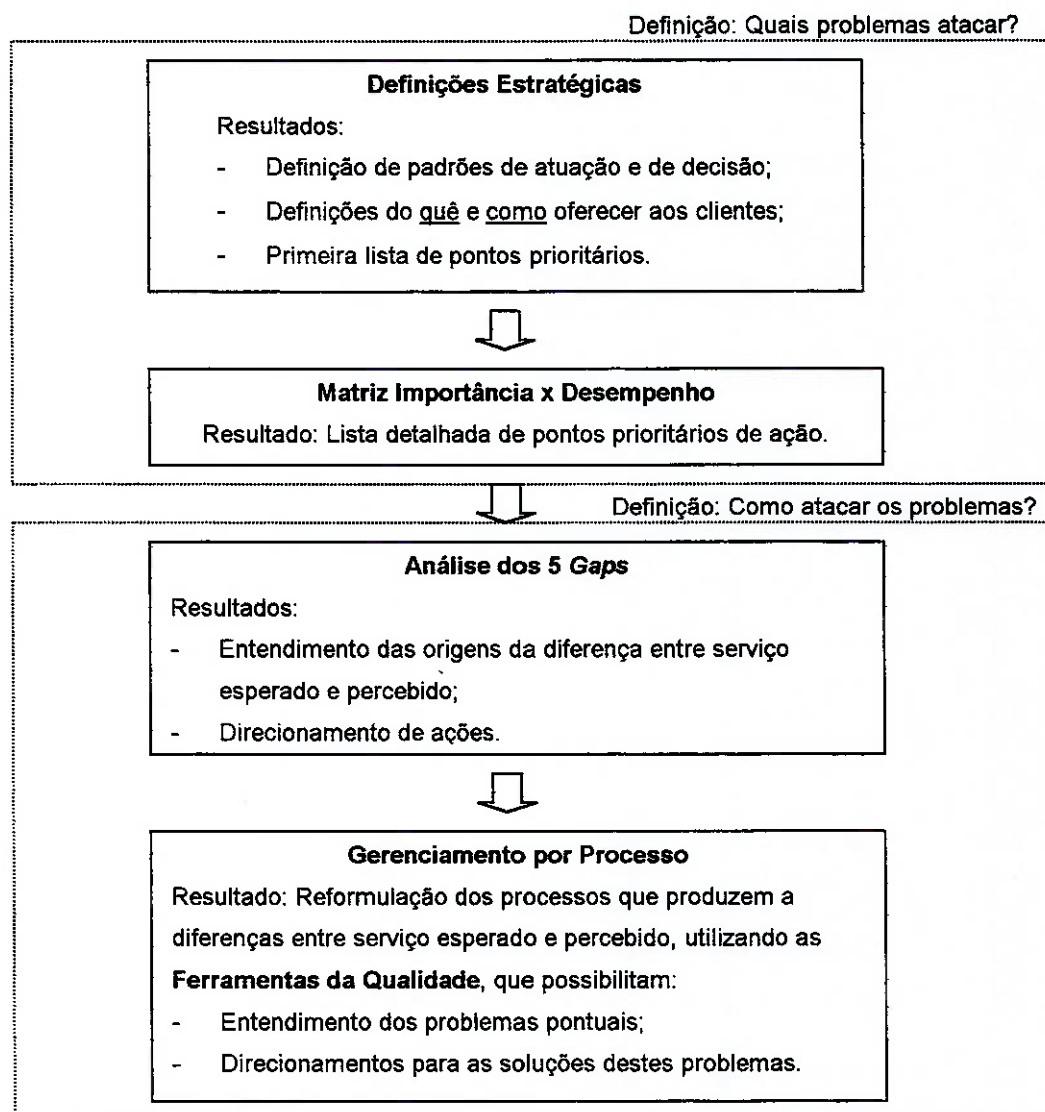 Definição: Quais problemas atacar?
Definições Estratégicas
Resultados:
- Definição de padrões de atuação e de decisão;
- Definições do quê e como oferecer aos clientes;
- Primeira lista de pontos prioritários.
Matriz Importância x Desempenho
Resultado: Lista detalhada de pontos prioritários de ação.
Definição: Como atacar os problemas?
Análise dos 5 Gaps
Resultados:
- Entendimento das origens da diferença entre serviço
esperado e percebido;
- Direcionamento de ações.
Gerenciamento por Processo
Resultado: Reformulação dos processos que produzem a
diferenças entre serviço esperado e percebido, utilizando as
Ferramentas da Qualidade, que possibilitam:
- Entendimento dos problemas pontuais;
- Direcionamentos para as soluções destes problemas.